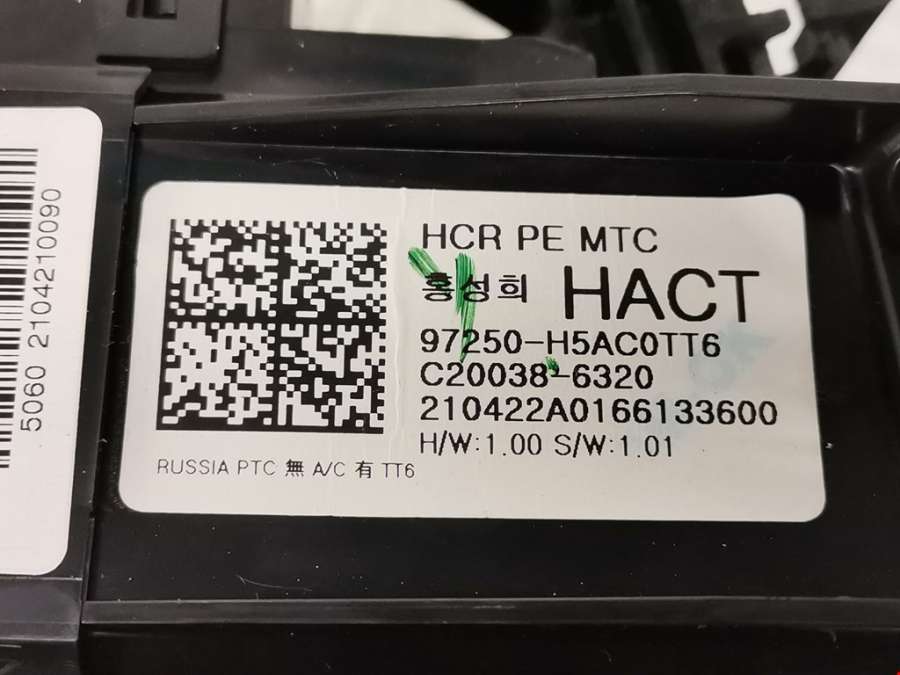 5060 2104210090
HCR PE MTC
홍성희 HACT
97250-H5AC0TT6
C20038-6320
210422A0166133600
H/W:1.00 S/W:1.01
RUSSIA PTC 無 A/C 有 TT6